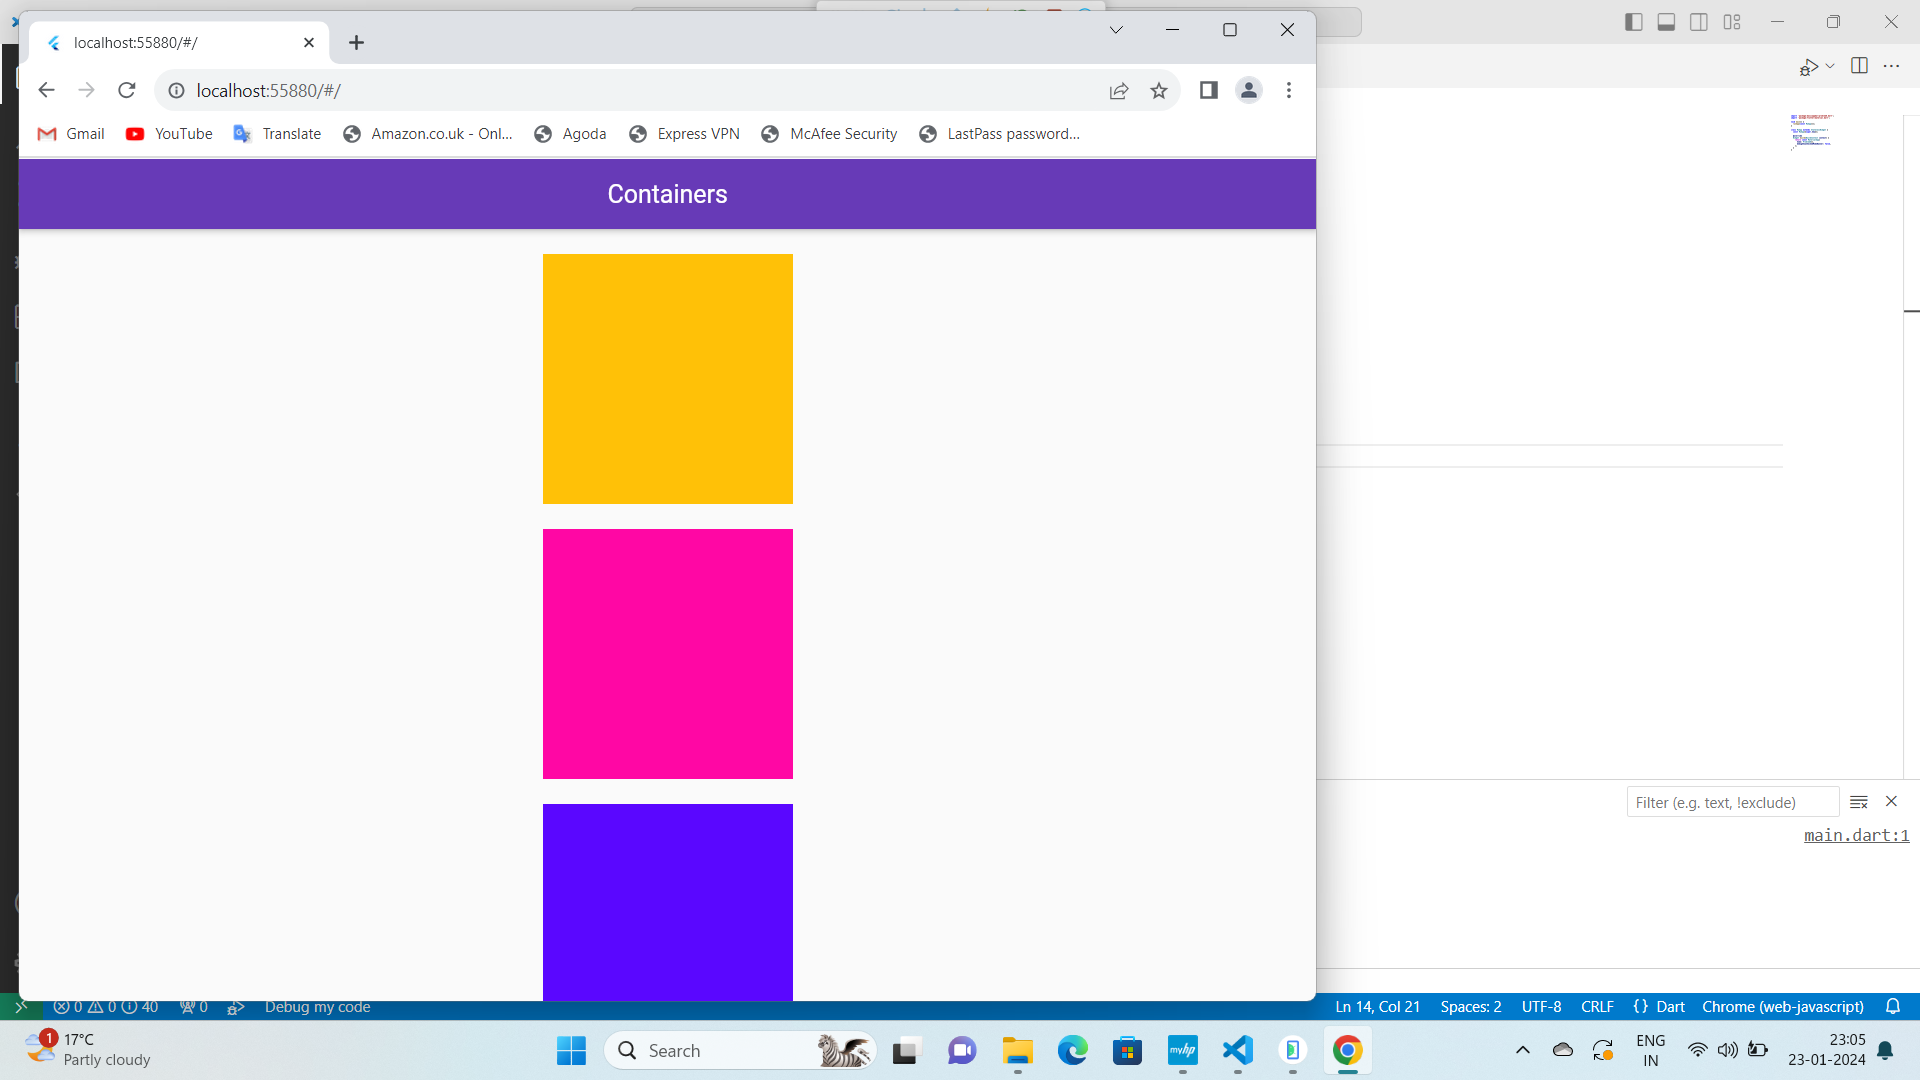 localhost:55880/#/
localhost:55880/#/
Gmail YouTube Translate Amazon.co.uk - Onl... Agoda Express VPN McAfee Security LastPass password...
Containers
Filter (e.g. text, !exclude)
main.dart:1
0 0 40 0 Debug my code Ln 14, Col 21 Spaces: 2 UTF-8 CRLF {} Dart Chrome (web-javascript)
1 17°C
Partly cloudy
Search
myhp
ENG
IN
23:05
23-01-2024